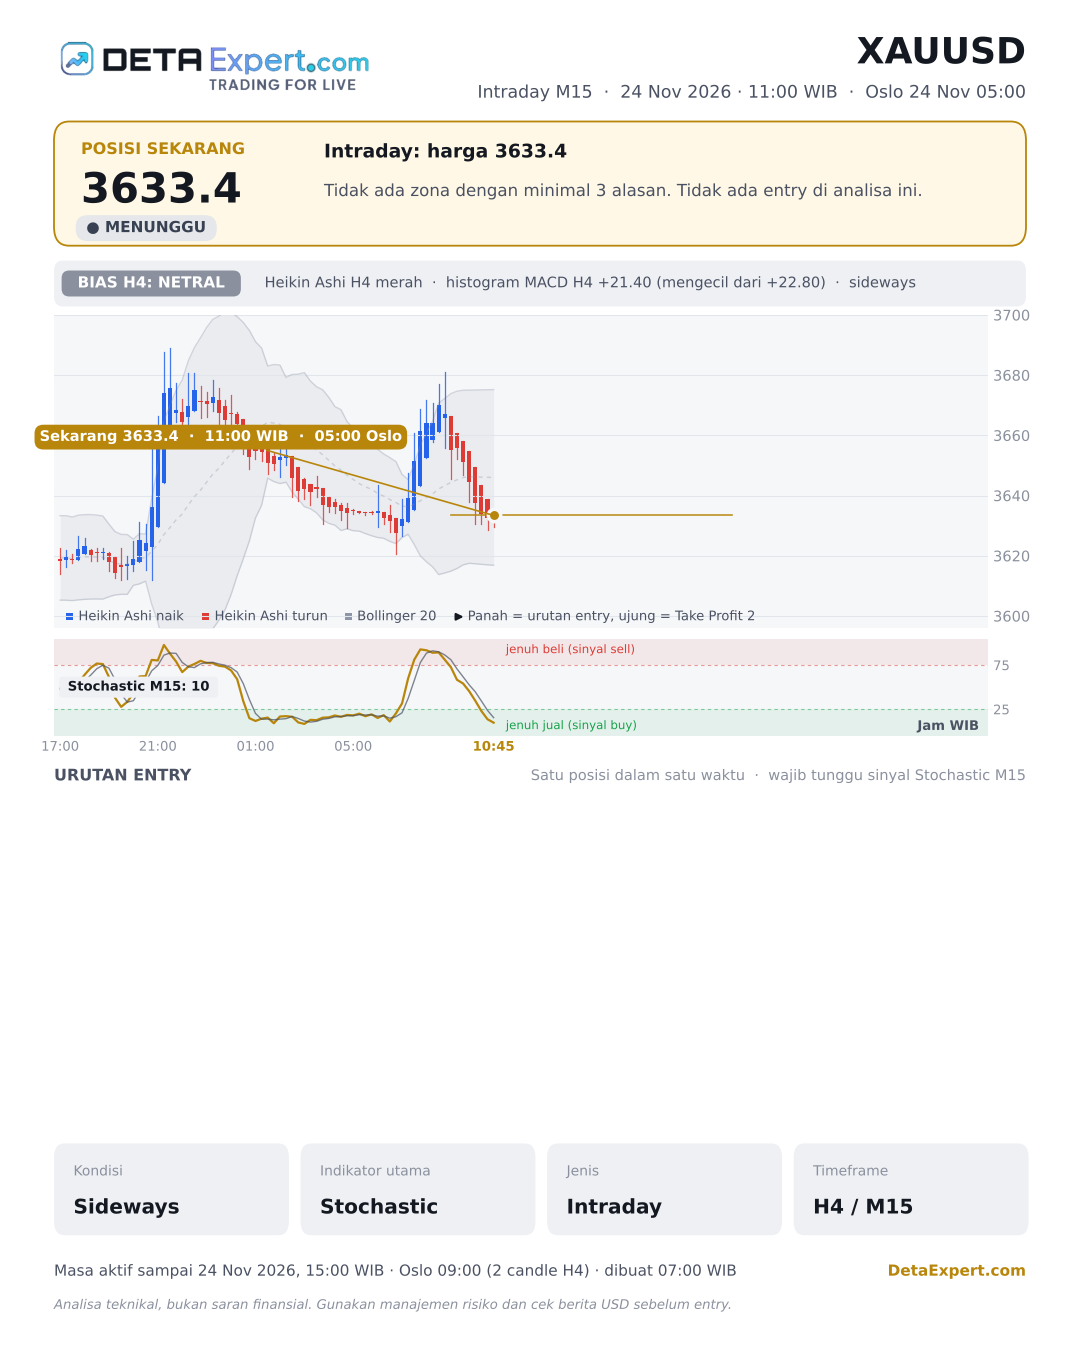 DETA Expert.com
TRADING FOR LIVE
XAUUSD
Intraday M15 · 24 Nov 2026 · 11:00 WIB · Oslo 24 Nov 05:00
POSISI SEKARANG
3633.4
● MENUNGGU
Intraday: harga 3633.4
Tidak ada zona dengan minimal 3 alasan. Tidak ada entry di analisa ini.
BIAS H4: NETRAL
Heikin Ashi H4 merah · histogram MACD H4 +21.40 (mengecil dari +22.80) · sideways
3700
3680
3660
3640
3620
3600
Sekarang 3633.4 · 11:00 WIB · 05:00 Oslo
Heikin Ashi naik
Heikin Ashi turun
Bollinger 20
Panah = urutan entry, ujung = Take Profit 2
jenuh beli (sinyal sell)
75
Stochastic M15: 10
25
jenuh jual (sinyal buy)
Jam WIB
17:00 21:00 01:00 05:00 10:45
URUTAN ENTRY
Satu posisi dalam satu waktu · wajib tunggu sinyal Stochastic M15
Kondisi
Sideways
Indikator utama
Stochastic
Jenis
Intraday
Timeframe
H4 / M15
Masa aktif sampai 24 Nov 2026, 15:00 WIB · Oslo 09:00 (2 candle H4) · dibuat 07:00 WIB
DetaExpert.com
Analisa teknikal, bukan saran finansial. Gunakan manajemen risiko dan cek berita USD sebelum entry.